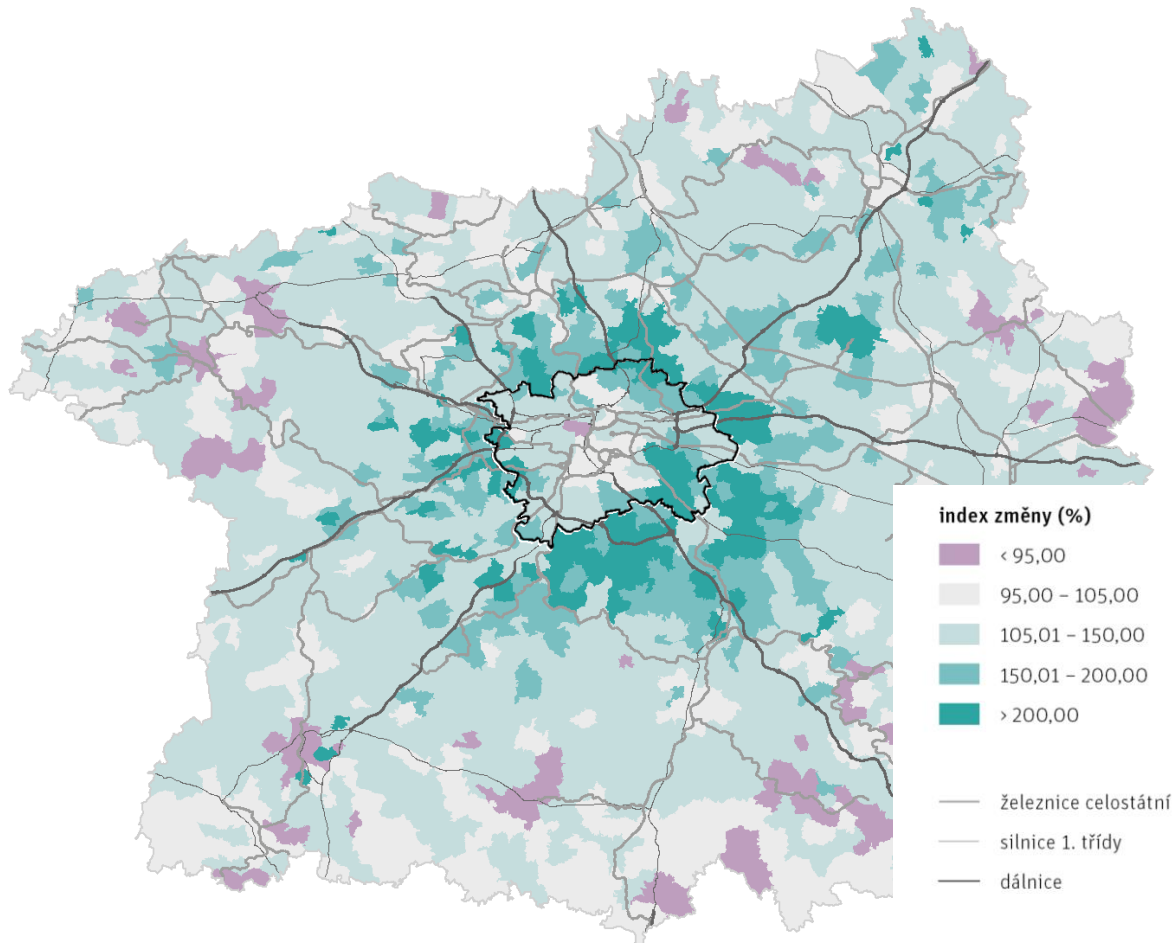 index změny (%)
< 95,00
95,00 – 105,00
105,01 – 150,00
150,01 – 200,00
> 200,00
železnice celostátní
silnice 1. třídy
dálnice